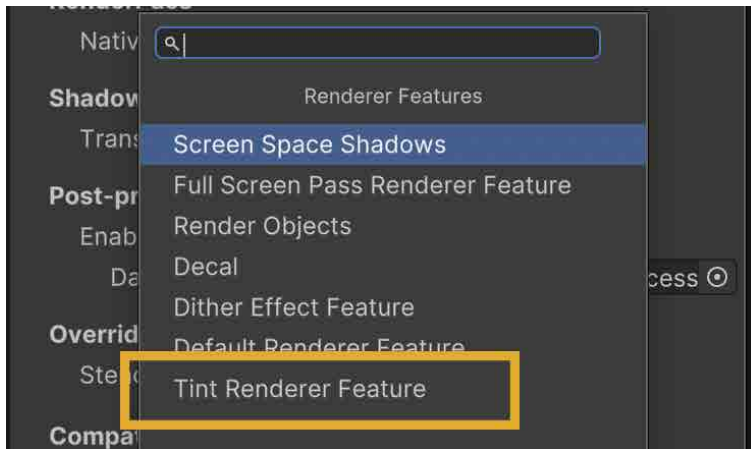 Nativ
Shadow
Renderer Features
Trans
Screen Space Shadows
Post-pr
Full Screen Pass Renderer Feature
Enab
Render Objects
Da
Decal
cess
Dither Effect Feature
Overrid
Default Renderer Feature
Ste
Tint Renderer Feature
Compa